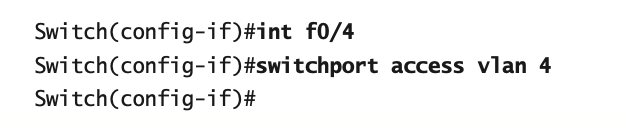 Switch(config-if)#int f0/4
Switch(config-if)#switchport access vlan 4
Switch(config-if)#